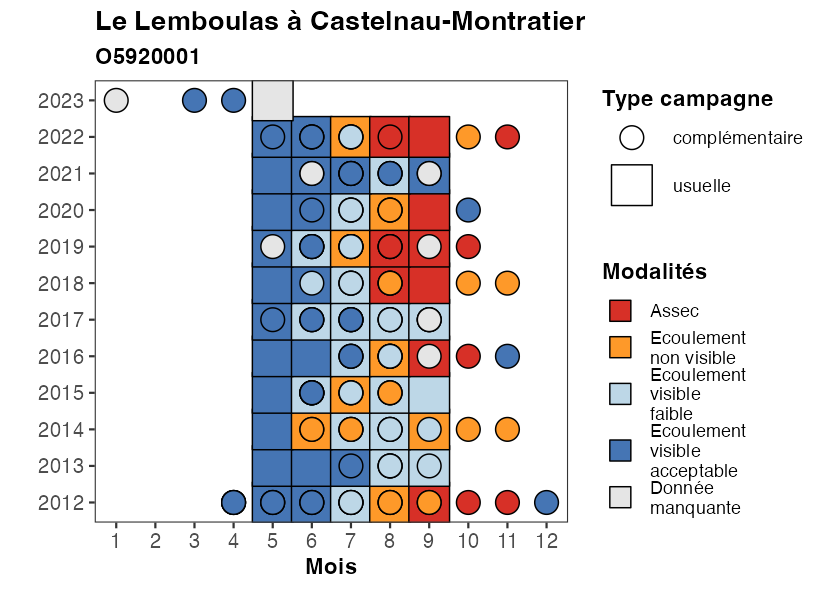 Le Lemboulas à Castelnau-Montratier
O5920001
2023
2022
2021
2020
2019
2018
2017
2016
2015
2014
2013
2012
1 2 3 4 5 6 7 8 9 10 11 12
Mois
Type campagne
complémentaire
usuelle
Modalités
Assec
Ecoulement
non visible
Ecoulement
visible
faible
Ecoulement
visible
acceptable
Donnée
manquante